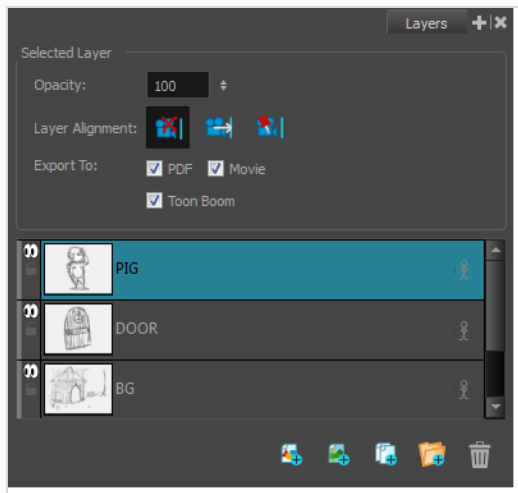 Layers
Selected Layer
Opacity: 100
Layer Alignment:
Export To: PDF Movie
Toon Boom
PIG
DOOR
BG